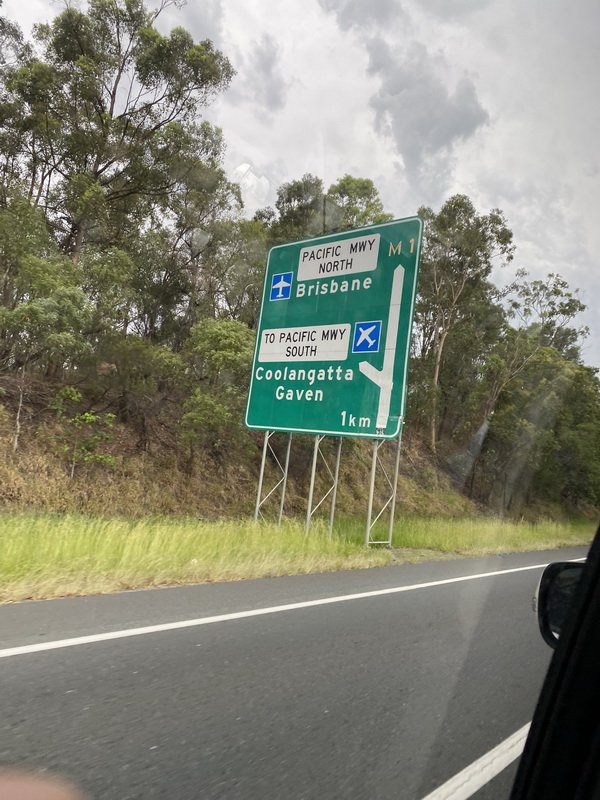 PACIFIC MWY
NORTH
M1
Brisbane
TO PACIFIC MWY
SOUTH
Coolangatta
Gaven
1km